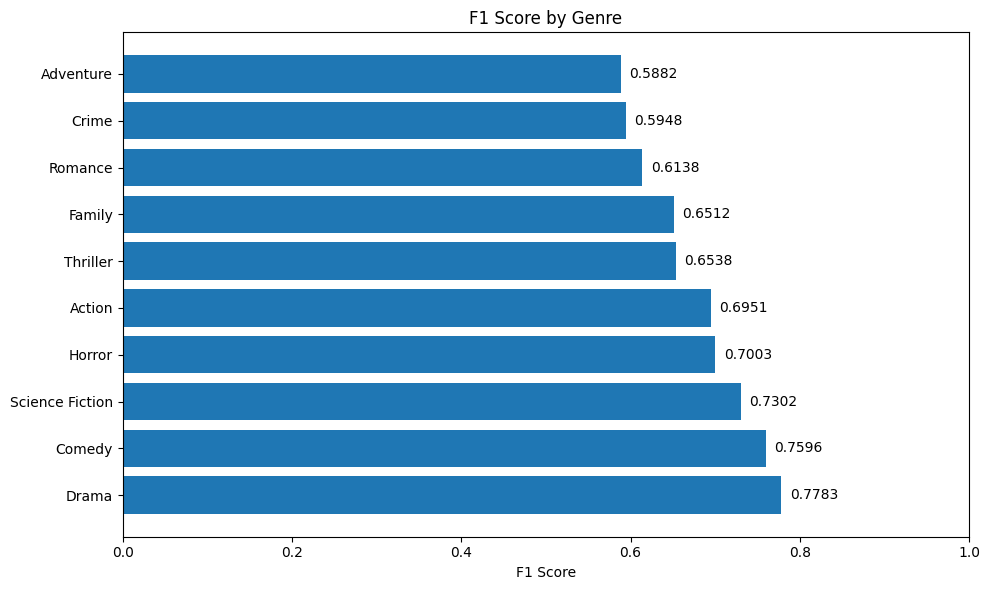 F1 Score by Genre
Adventure 0.5882
Crime 0.5948
Romance 0.6138
Family 0.6512
Thriller 0.6538
Action 0.6951
Horror 0.7003
Science Fiction 0.7302
Comedy 0.7596
Drama 0.7783
0.0 0.2 0.4 0.6 0.8 1.0
F1 Score